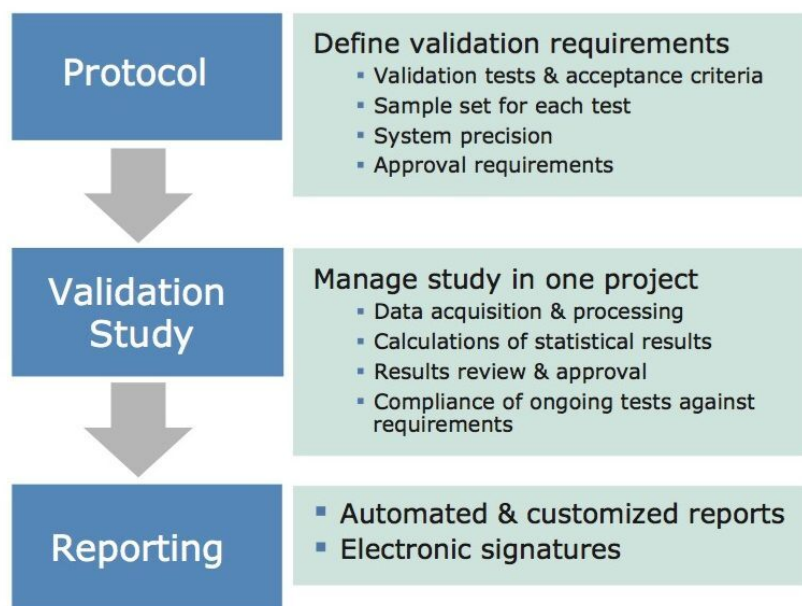 Protocol
Define validation requirements
▪ Validation tests & acceptance criteria
▪ Sample set for each test
▪ System precision
▪ Approval requirements
Validation
Study
Manage study in one project
▪ Data acquisition & processing
▪ Calculations of statistical results
▪ Results review & approval
▪ Compliance of ongoing tests against
requirements
Reporting
▪ Automated & customized reports
▪ Electronic signatures